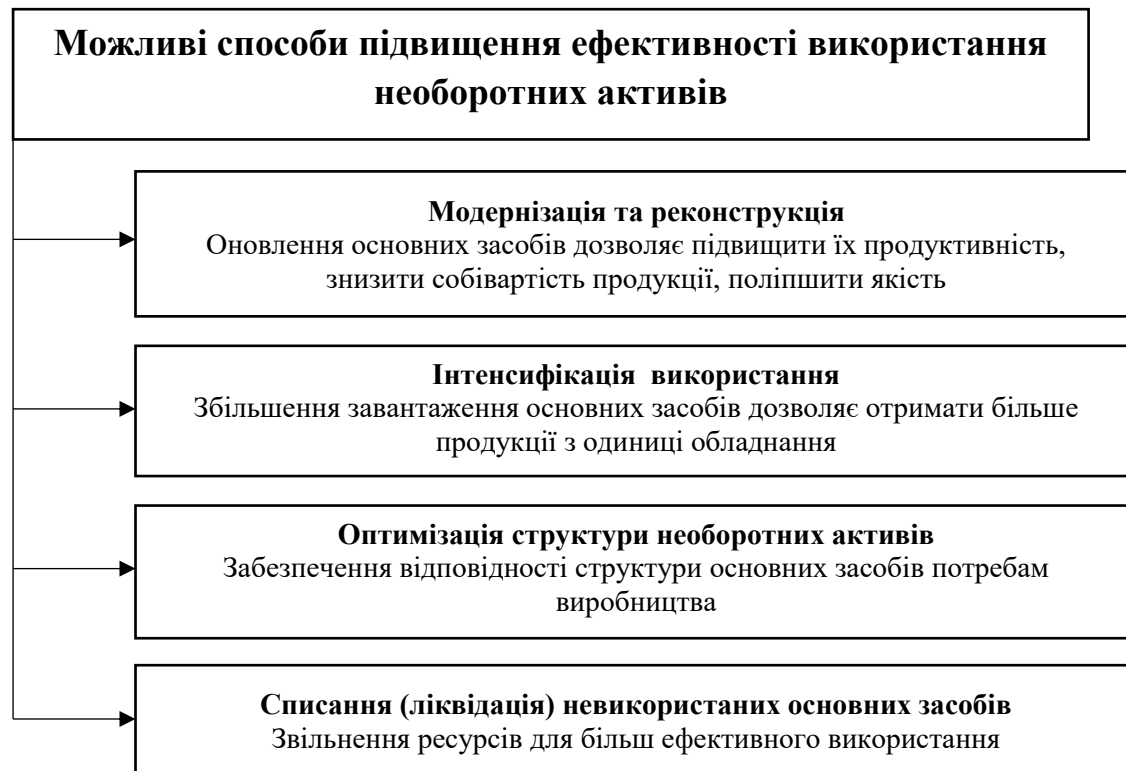 Можливі способи підвищення ефективності використання
необоротних активів
Модернізація та реконструкція
Оновлення основних засобів дозволяє підвищити їх продуктивність,
знизити собівартість продукції, поліпшити якість
Інтенсифікація  використання
Збільшення завантаження основних засобів дозволяє отримати більше
продукції з одиниці обладнання
Оптимізація структури необоротних активів
Забезпечення відповідності структури основних засобів потребам
виробництва
Списання (ліквідація) невикористаних основних засобів
Звільнення ресурсів для більш ефективного використання